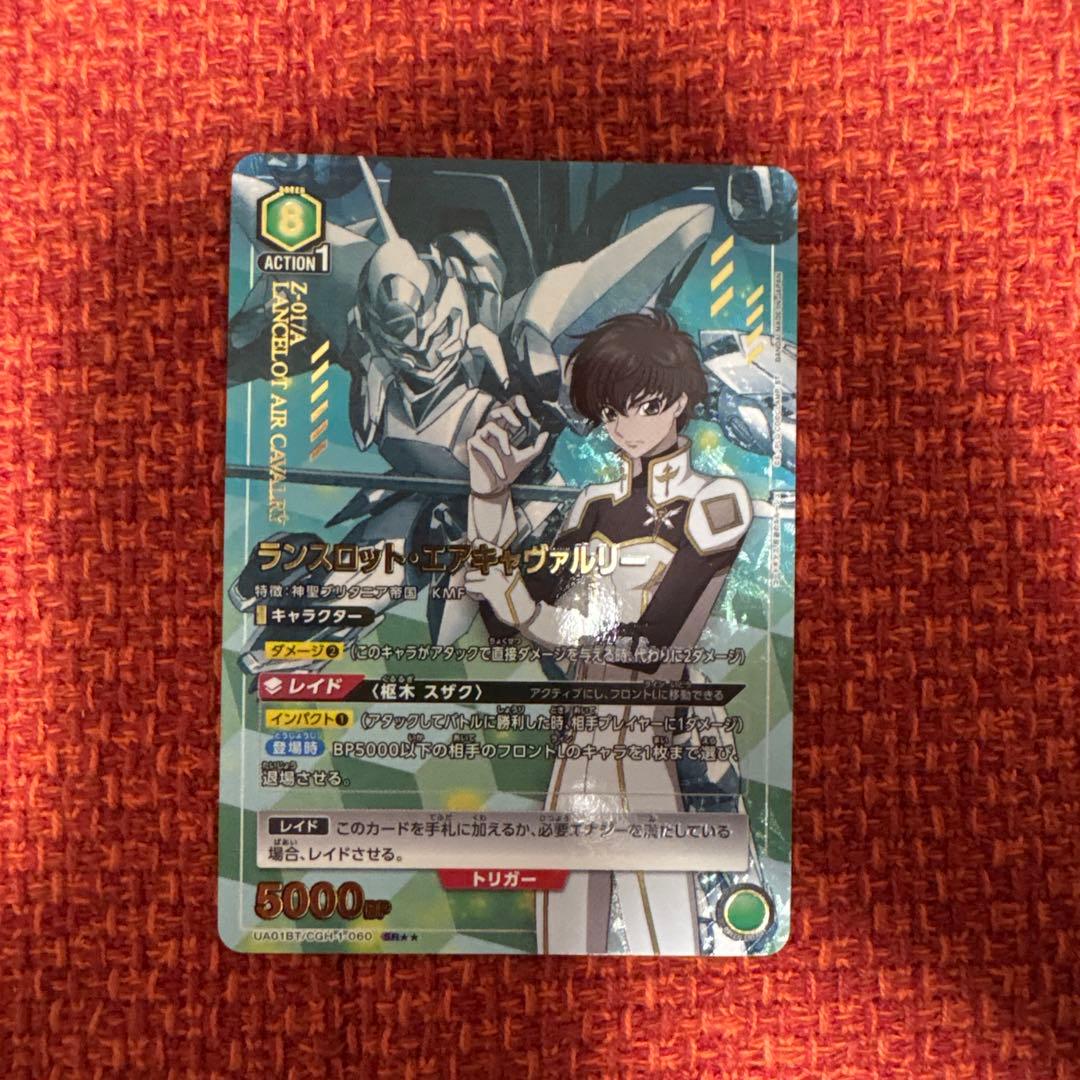 8
ACTION 1
Z-01/A
LANCELOT AIR CAVALRY
ランスロット・エアキャヴァルリー
特徴：神聖ブリタニア帝国 KMF
キャラクター
ダメージ❷ (このキャラがアタックで直接ダメージを与える時、代わりに2ダメージ)
レイド 〈枢木 スザク〉 アクティブにし、フロントLに移動できる
インパクト❶ (アタックしてバトルに勝利した時、相手プレイヤーに1ダメージ)
登場時 BP5000以下の相手のフロントLのキャラを1枚まで選び、
退場させる。
レイド このカードを手札に加えるか、必要エナジーを満たしている
場合、レイドさせる。
トリガー
5000BP
UA01BT/CGH-1-060 SR★★
BANDAI MADE IN JAPAN